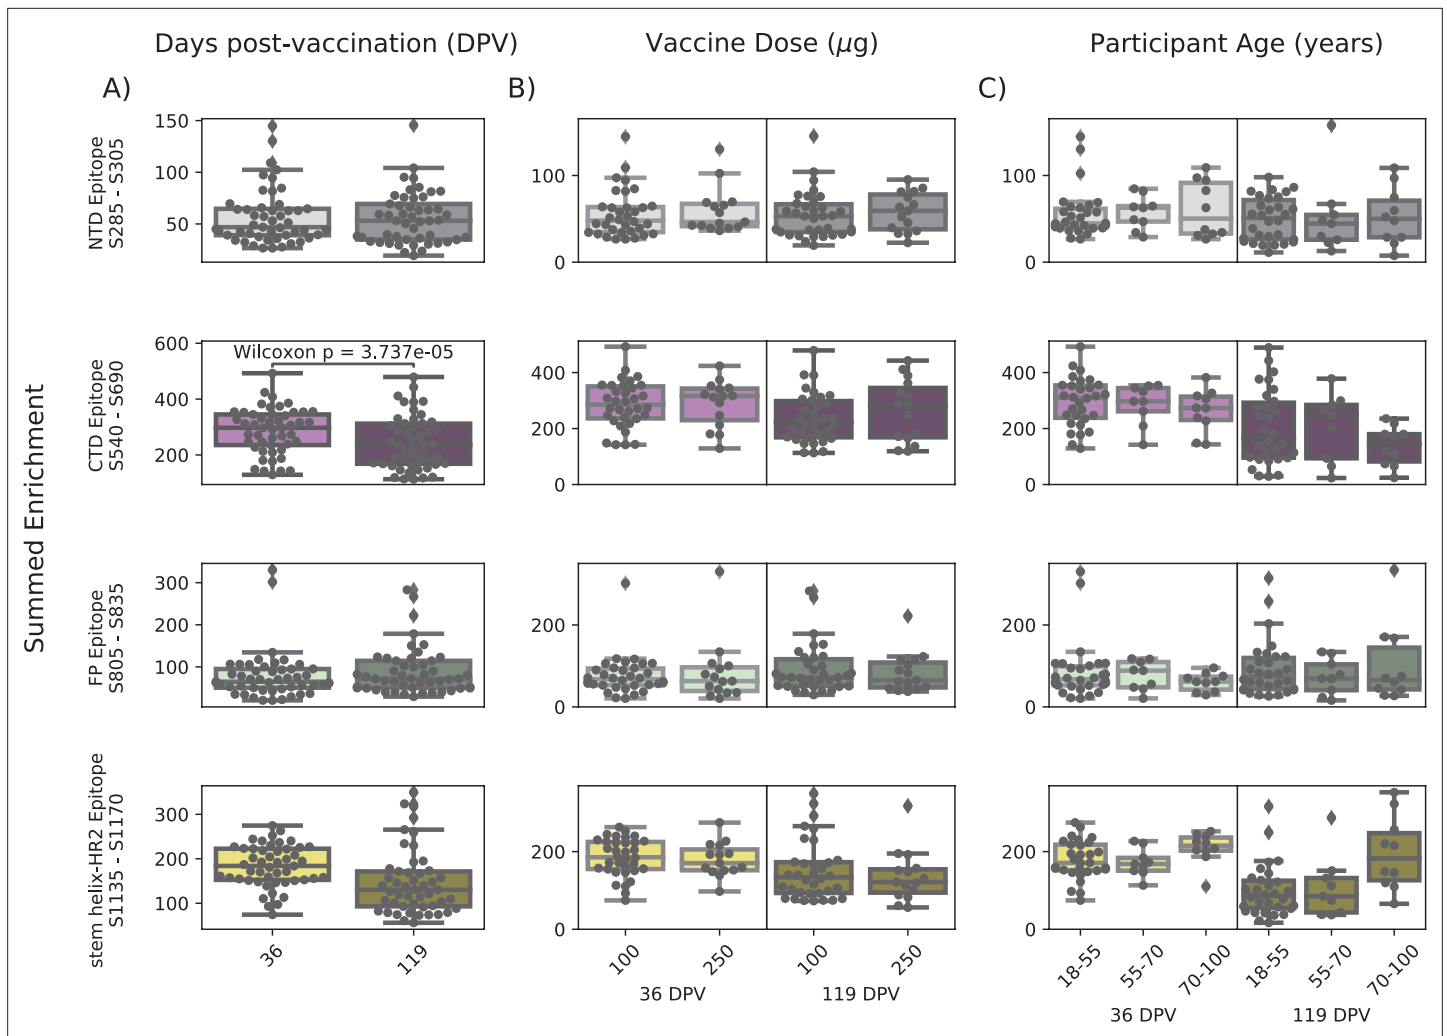 Days post-vaccination (DPV)
Vaccine Dose (μg)
Participant Age (years)
A)
B)
C)
Summed Enrichment
NTD Epitope
S285 - S305
150
100
50
100
0
100
0
CTD Epitope
S540 - S690
600
400
200
Wilcoxon p = 3.737e-05
400
200
0
400
200
0
FP Epitope
S805 - S835
300
200
100
200
0
200
0
stem helix-HR2 Epitope
S1135 - S1170
300
200
100
200
0
200
0
36
119
100
250
100
250
18-55
55-70
70-100
18-55
55-70
70-100
36 DPV
119 DPV
36 DPV
119 DPV